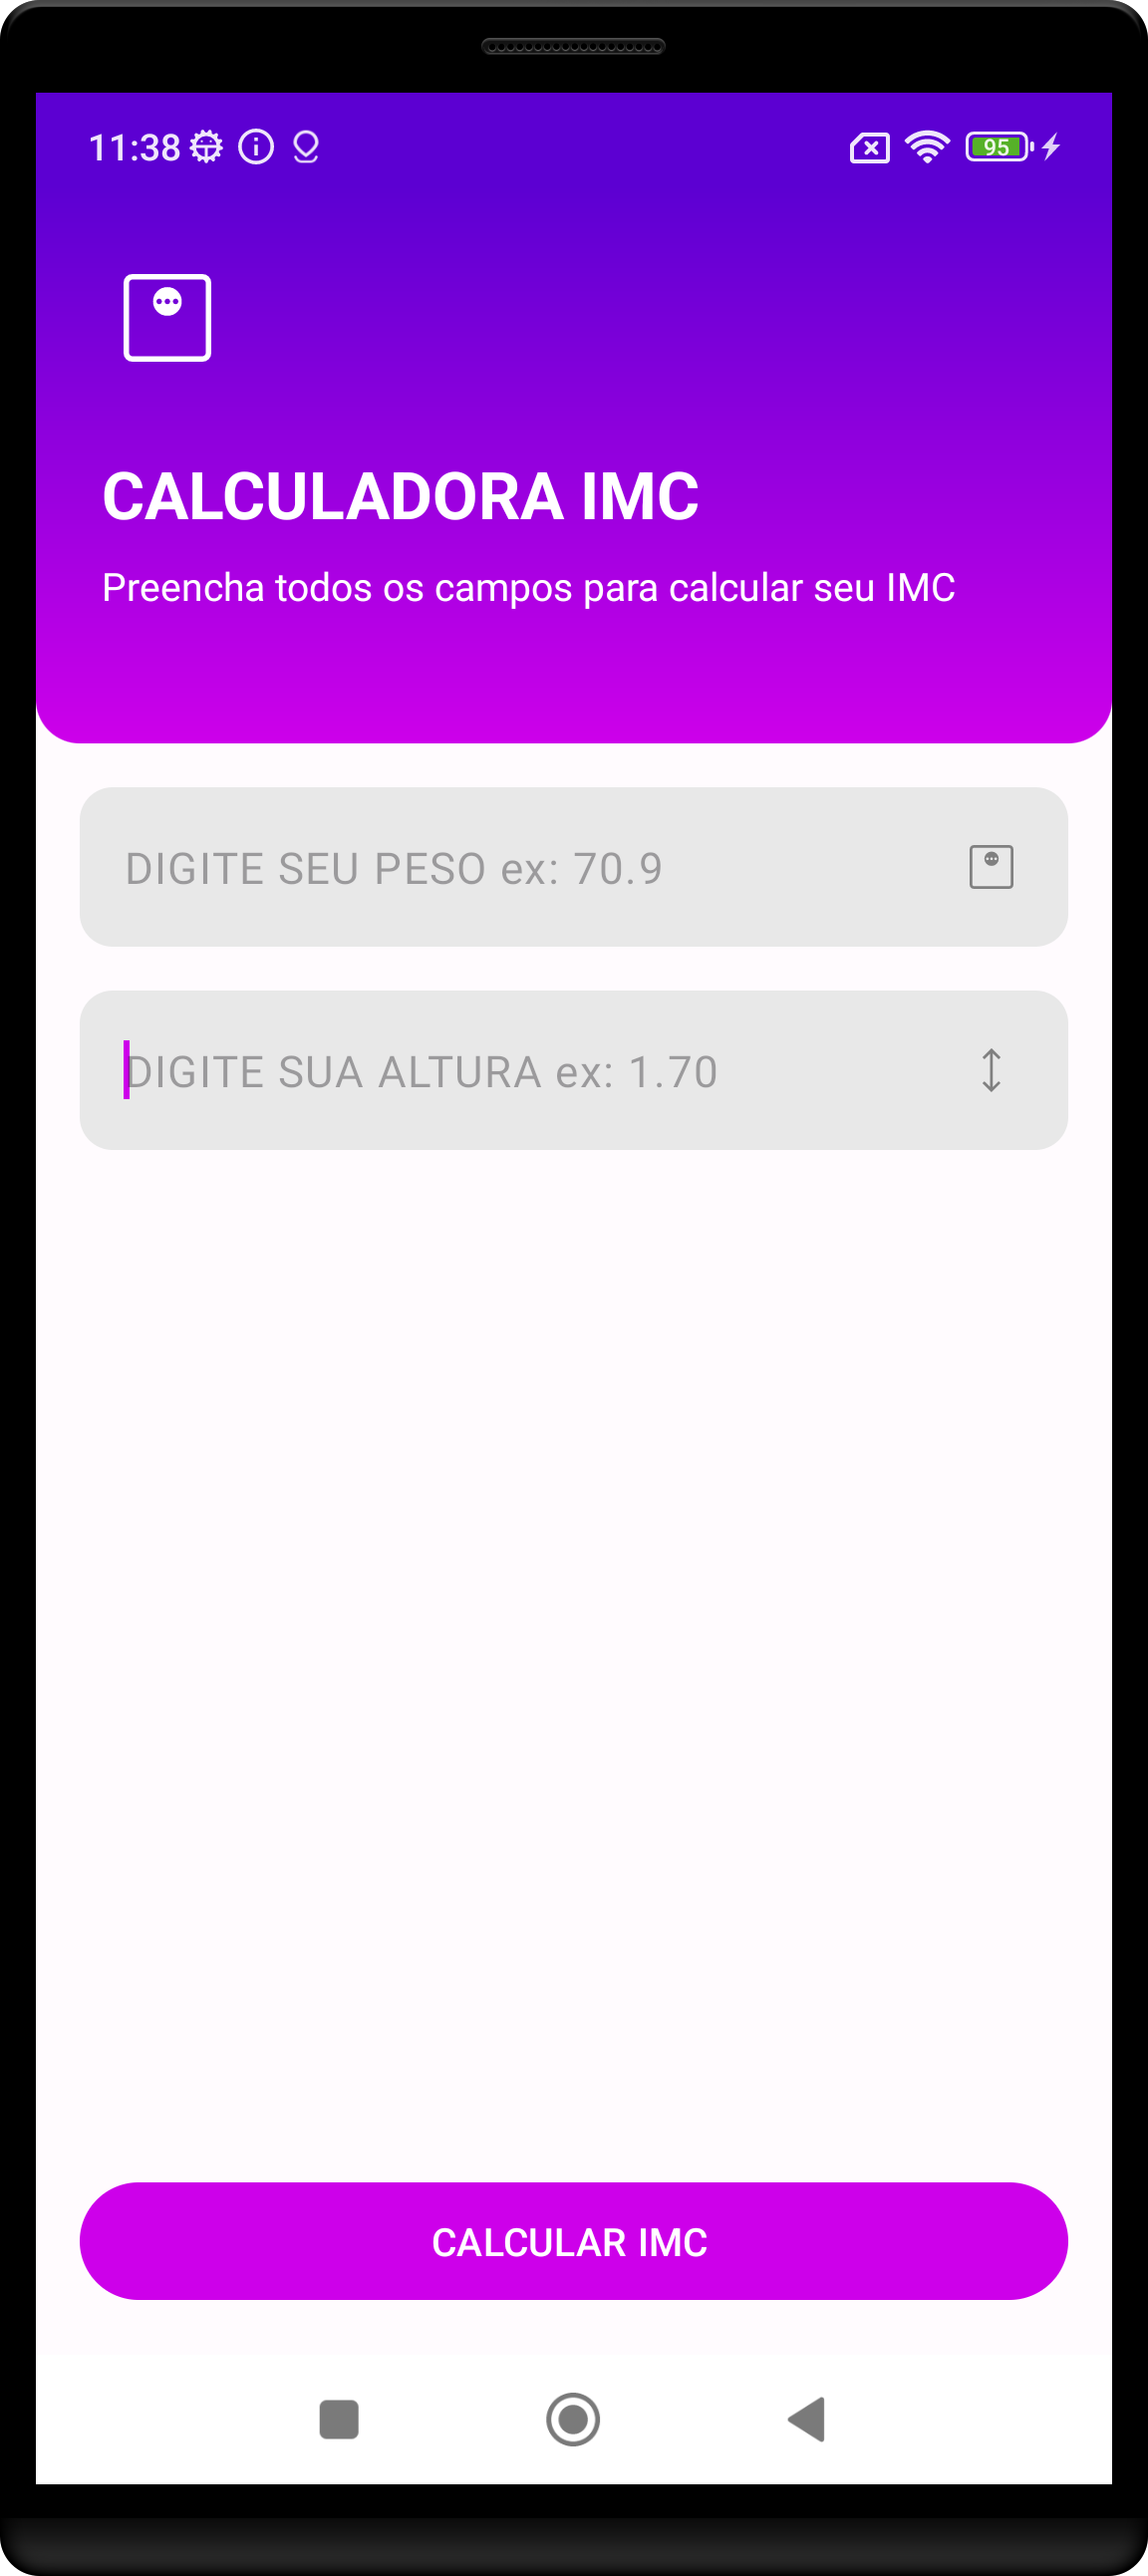 11:38
95
CALCULADORA IMC
Preencha todos os campos para calcular seu IMC
DIGITE SEU PESO ex: 70.9
DIGITE SUA ALTURA ex: 1.70
CALCULAR IMC